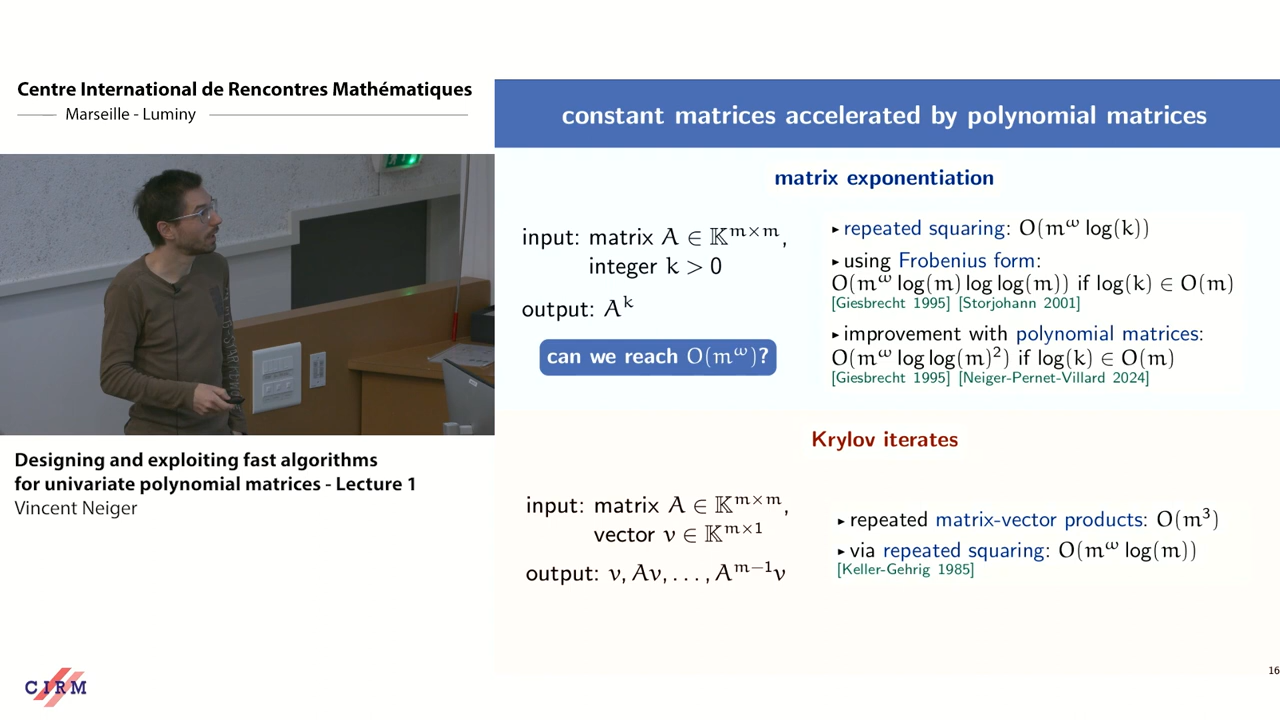 Centre International de Rencontres Mathématiques
Marseille - Luminy
Designing and exploiting fast algorithms
for univariate polynomial matrices - Lecture 1
Vincent Neiger
CIRM
constant matrices accelerated by polynomial matrices
matrix exponentiation
input: matrix A ∈ 𝕂^{m×m},
integer k > 0
output: A^k
can we reach O(m^ω)?
▸ repeated squaring: O(m^ω log(k))
▸ using Frobenius form:
O(m^ω log(m) log log(m)) if log(k) ∈ O(m)
[Giesbrecht 1995] [Storjohann 2001]
▸ improvement with polynomial matrices:
O(m^ω log log(m)^2) if log(k) ∈ O(m)
[Giesbrecht 1995] [Neiger-Pernet-Villard 2024]
Krylov iterates
input: matrix A ∈ 𝕂^{m×m},
vector v ∈ 𝕂^{m×1}
output: v, Av, . . . , A^{m−1}v
▸ repeated matrix-vector products: O(m^3)
▸ via repeated squaring: O(m^ω log(m))
[Keller-Gehrig 1985]
16